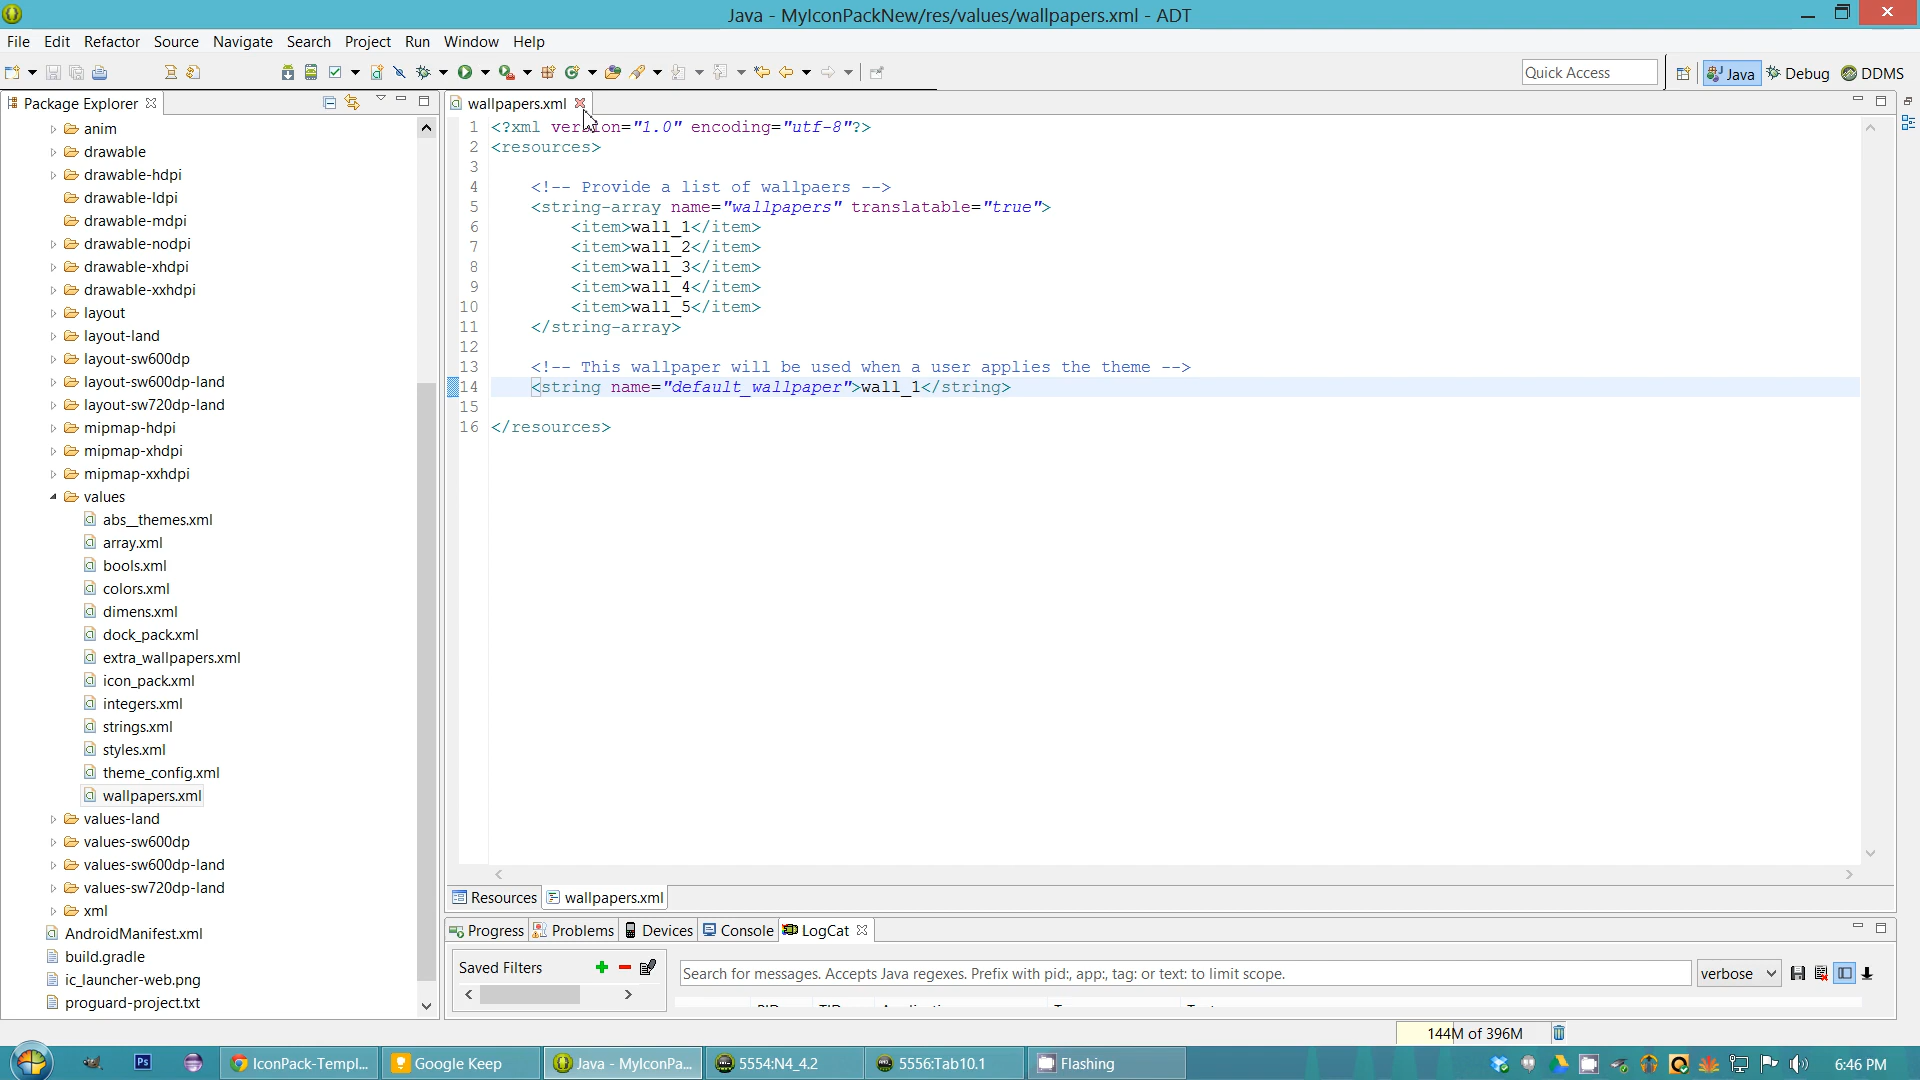 Java - MyIconPackNew/res/values/wallpapers.xml - ADT
File Edit Refactor Source Navigate Search Project Run Window Help
Quick Access Java Debug DDMS
Package Explorer
anim
drawable
drawable-hdpi
drawable-ldpi
drawable-mdpi
drawable-nodpi
drawable-xhdpi
drawable-xxhdpi
layout
layout-land
layout-sw600dp
layout-sw600dp-land
layout-sw720dp-land
mipmap-hdpi
mipmap-xhdpi
mipmap-xxhdpi
values
abs__themes.xml
array.xml
bools.xml
colors.xml
dimens.xml
dock_pack.xml
extra_wallpapers.xml
icon_pack.xml
integers.xml
strings.xml
styles.xml
theme_config.xml
wallpapers.xml
values-land
values-sw600dp
values-sw600dp-land
values-sw720dp-land
xml
AndroidManifest.xml
build.gradle
ic_launcher-web.png
proguard-project.txt
wallpapers.xml
1 <?xml version="1.0" encoding="utf-8"?>
2 <resources>
3
4 <!-- Provide a list of wallpaers -->
5 <string-array name="wallpapers" translatable="true">
6 <item>wall_1</item>
7 <item>wall_2</item>
8 <item>wall_3</item>
9 <item>wall_4</item>
10 <item>wall_5</item>
11 </string-array>
12
13 <!-- This wallpaper will be used when a user applies the theme -->
14 <string name="default_wallpaper">wall_1</string>
15
16 </resources>
Resources wallpapers.xml
Progress Problems Devices Console LogCat
Saved Filters
Search for messages. Accepts Java regexes. Prefix with pid:, app:, tag: or text: to limit scope.
verbose
144M of 396M
Ps
IconPack-Templ...
Google Keep
Java - MyIconPa...
5554:N4_4.2
5556:Tab10.1
Flashing
6:46 PM